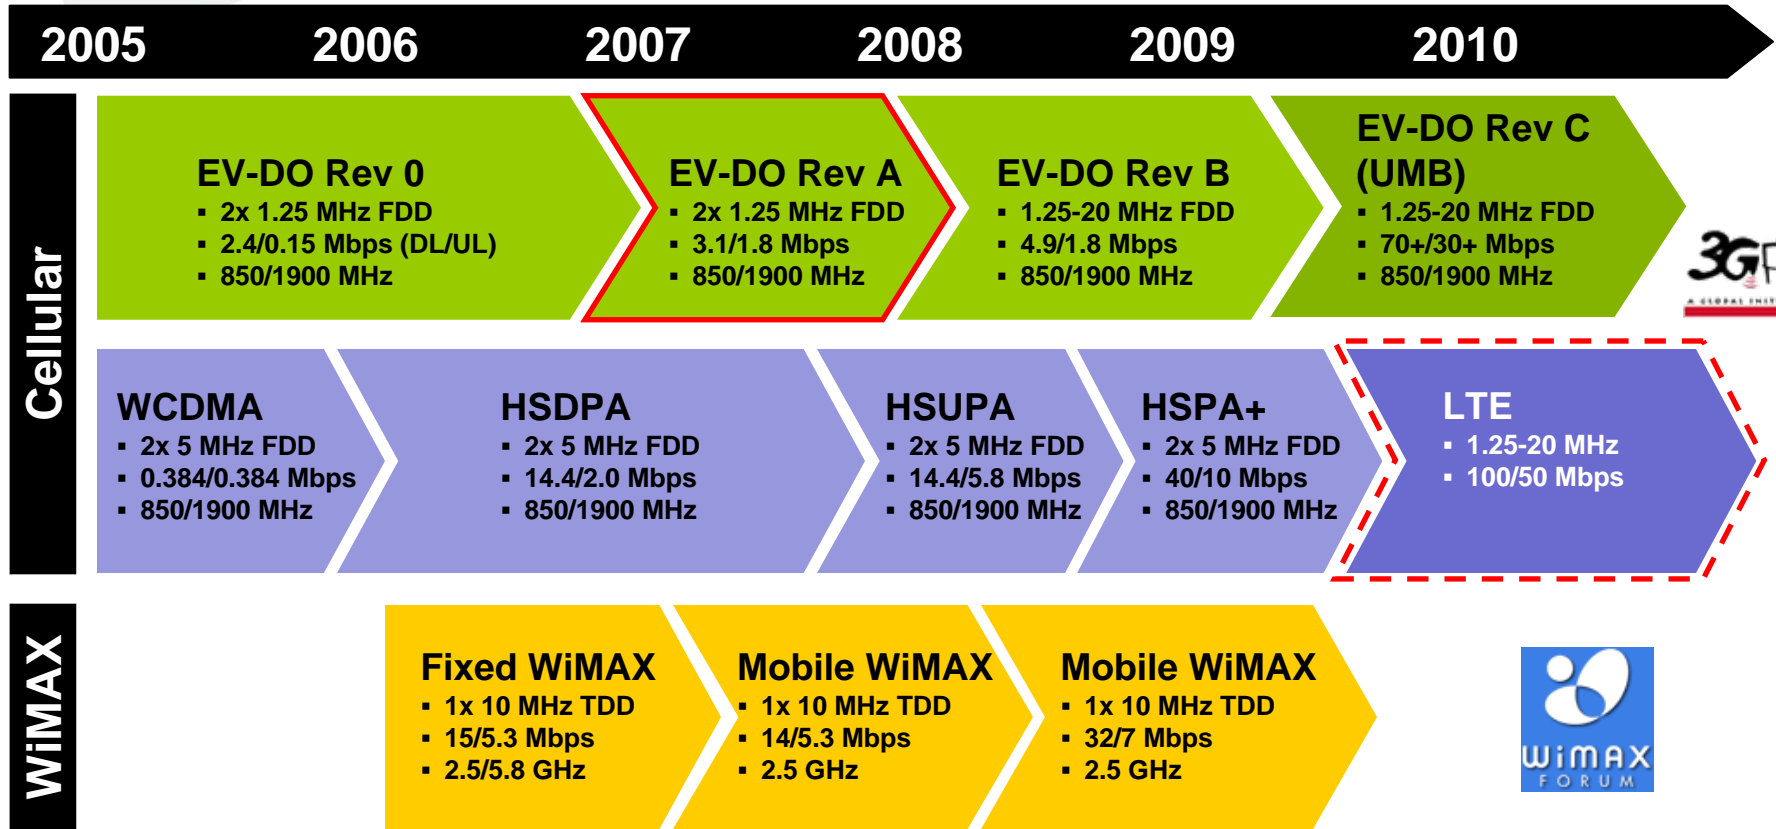 2005 2006 2007 2008 2009 2010
Cellular
EV-DO Rev 0
▪ 2x 1.25 MHz FDD
▪ 2.4/0.15 Mbps (DL/UL)
▪ 850/1900 MHz
EV-DO Rev A
▪ 2x 1.25 MHz FDD
▪ 3.1/1.8 Mbps
▪ 850/1900 MHz
EV-DO Rev B
▪ 1.25-20 MHz FDD
▪ 4.9/1.8 Mbps
▪ 850/1900 MHz
EV-DO Rev C
(UMB)
▪ 1.25-20 MHz FDD
▪ 70+/30+ Mbps
▪ 850/1900 MHz
3G
A GLOBAL
WCDMA
▪ 2x 5 MHz FDD
▪ 0.384/0.384 Mbps
▪ 850/1900 MHz
HSDPA
▪ 2x 5 MHz FDD
▪ 14.4/2.0 Mbps
▪ 850/1900 MHz
HSUPA
▪ 2x 5 MHz FDD
▪ 14.4/5.8 Mbps
▪ 850/1900 MHz
HSPA+
▪ 2x 5 MHz FDD
▪ 40/10 Mbps
▪ 850/1900 MHz
LTE
▪ 1.25-20 MHz
▪ 100/50 Mbps
WiMAX
Fixed WiMAX
▪ 1x 10 MHz TDD
▪ 15/5.3 Mbps
▪ 2.5/5.8 GHz
Mobile WiMAX
▪ 1x 10 MHz TDD
▪ 14/5.3 Mbps
▪ 2.5 GHz
Mobile WiMAX
▪ 1x 10 MHz TDD
▪ 32/7 Mbps
▪ 2.5 GHz
WiMAX
FORUM